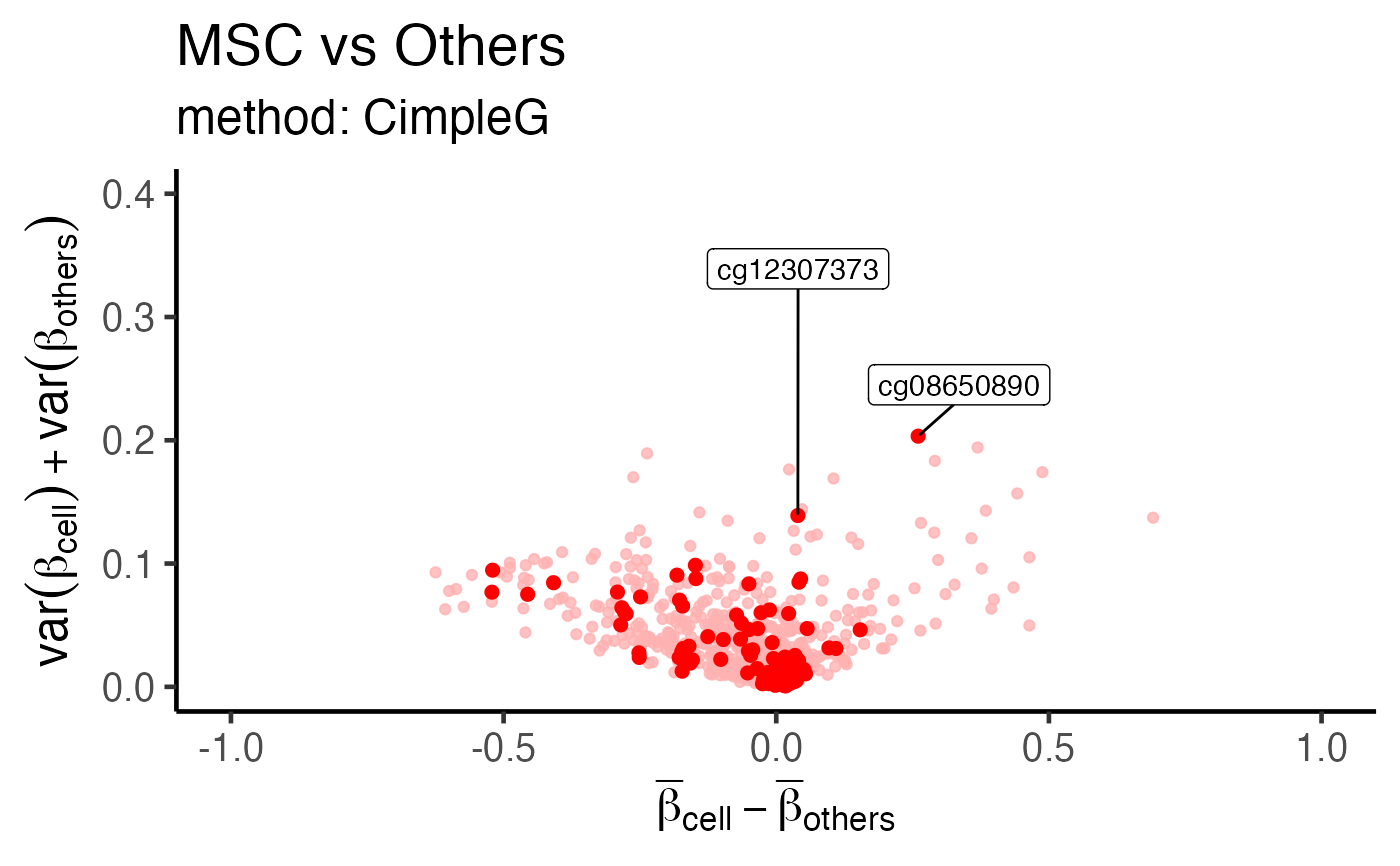 MSC vs Others
method: CimpleG
var(βcell) + var(βothers)
0.4
0.3
0.2
0.1
0.0
cg12307373
cg08650890
-1.0 -0.5 0.0 0.5 1.0
β̅cell − β̅others